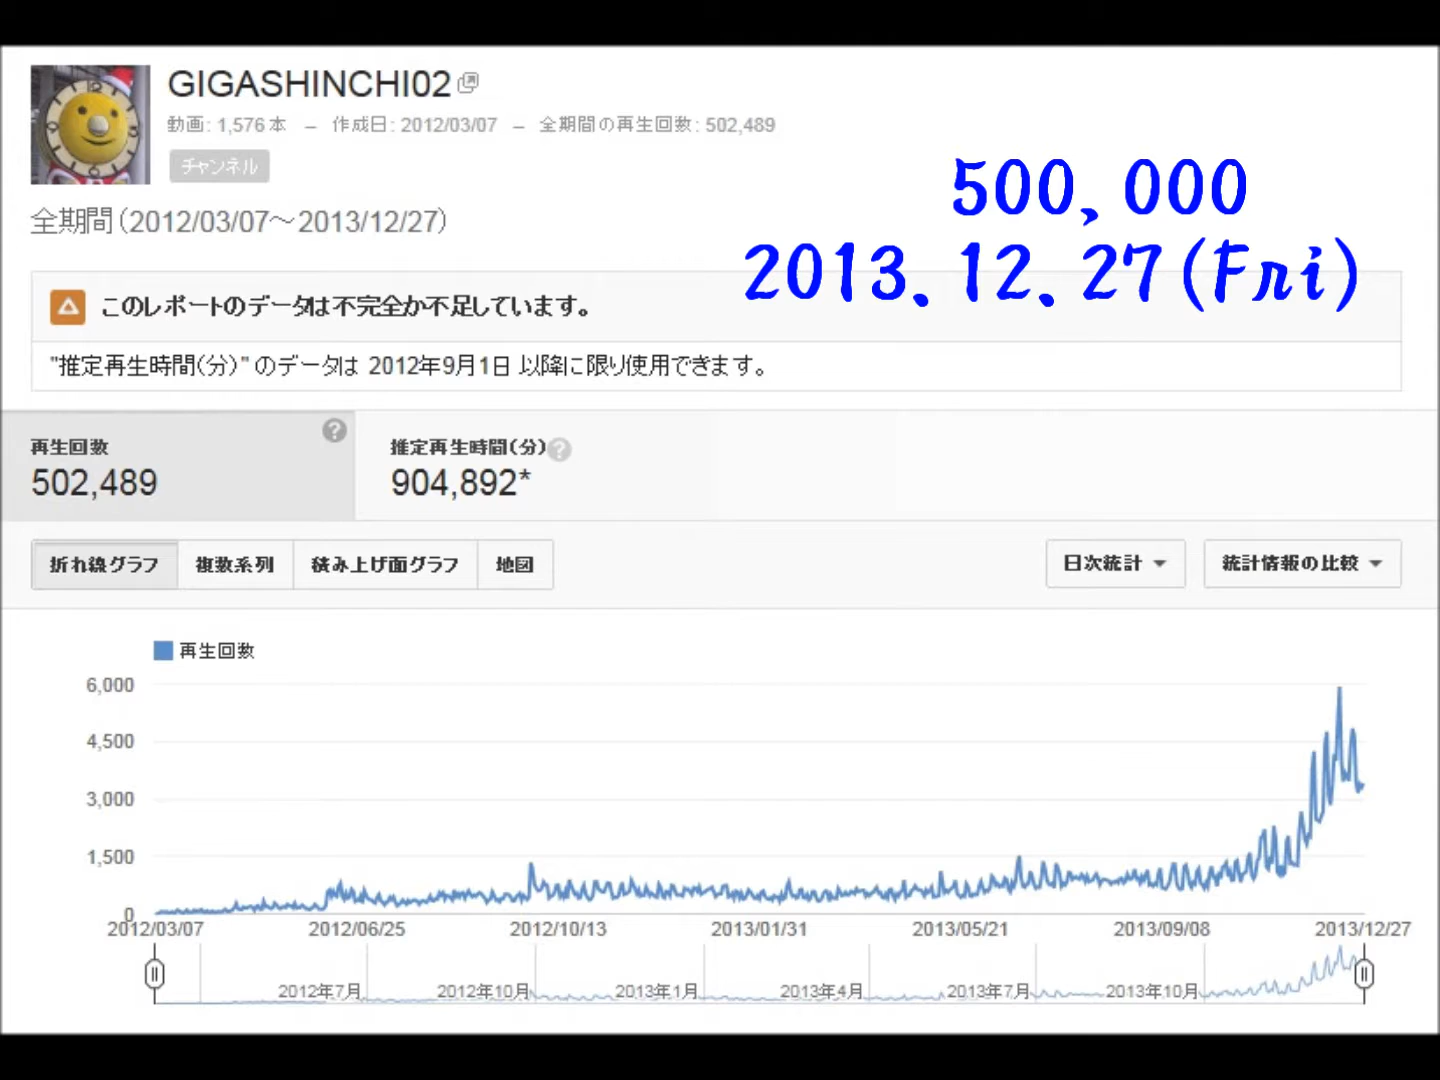 GIGASHINCHI02
動画: 1,576 本 – 作成日: 2012/03/07 – 全期間の再生回数: 502,489
チャンネル
全期間(2012/03/07～2013/12/27)
500,000
2013.12.27(Fri)
このレポートのデータは不完全か不足しています。
"推定再生時間(分)" のデータは 2012年9月1日 以降に限り使用できます。
再生回数
502,489
推定再生時間(分)
904,892*
折れ線グラフ 複数系列 積み上げ面グラフ 地図
日次統計 統計情報の比較
再生回数
6,000
4,500
3,000
1,500
0
2012/03/07 2012/06/25 2012/10/13 2013/01/31 2013/05/21 2013/09/08 2013/12/27
2012年7月 2012年10月 2013年1月 2013年4月 2013年7月 2013年10月